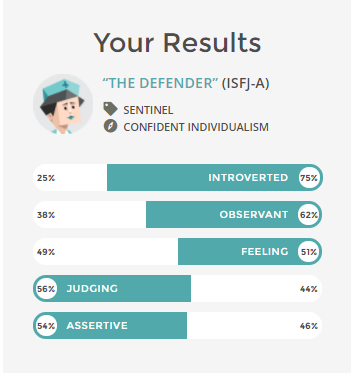 Your Results
“THE DEFENDER” (ISFJ-A)
SENTINEL
CONFIDENT INDIVIDUALISM
25% INTROVERTED 75%
38% OBSERVANT 62%
49% FEELING 51%
56% JUDGING 44%
54% ASSERTIVE 46%